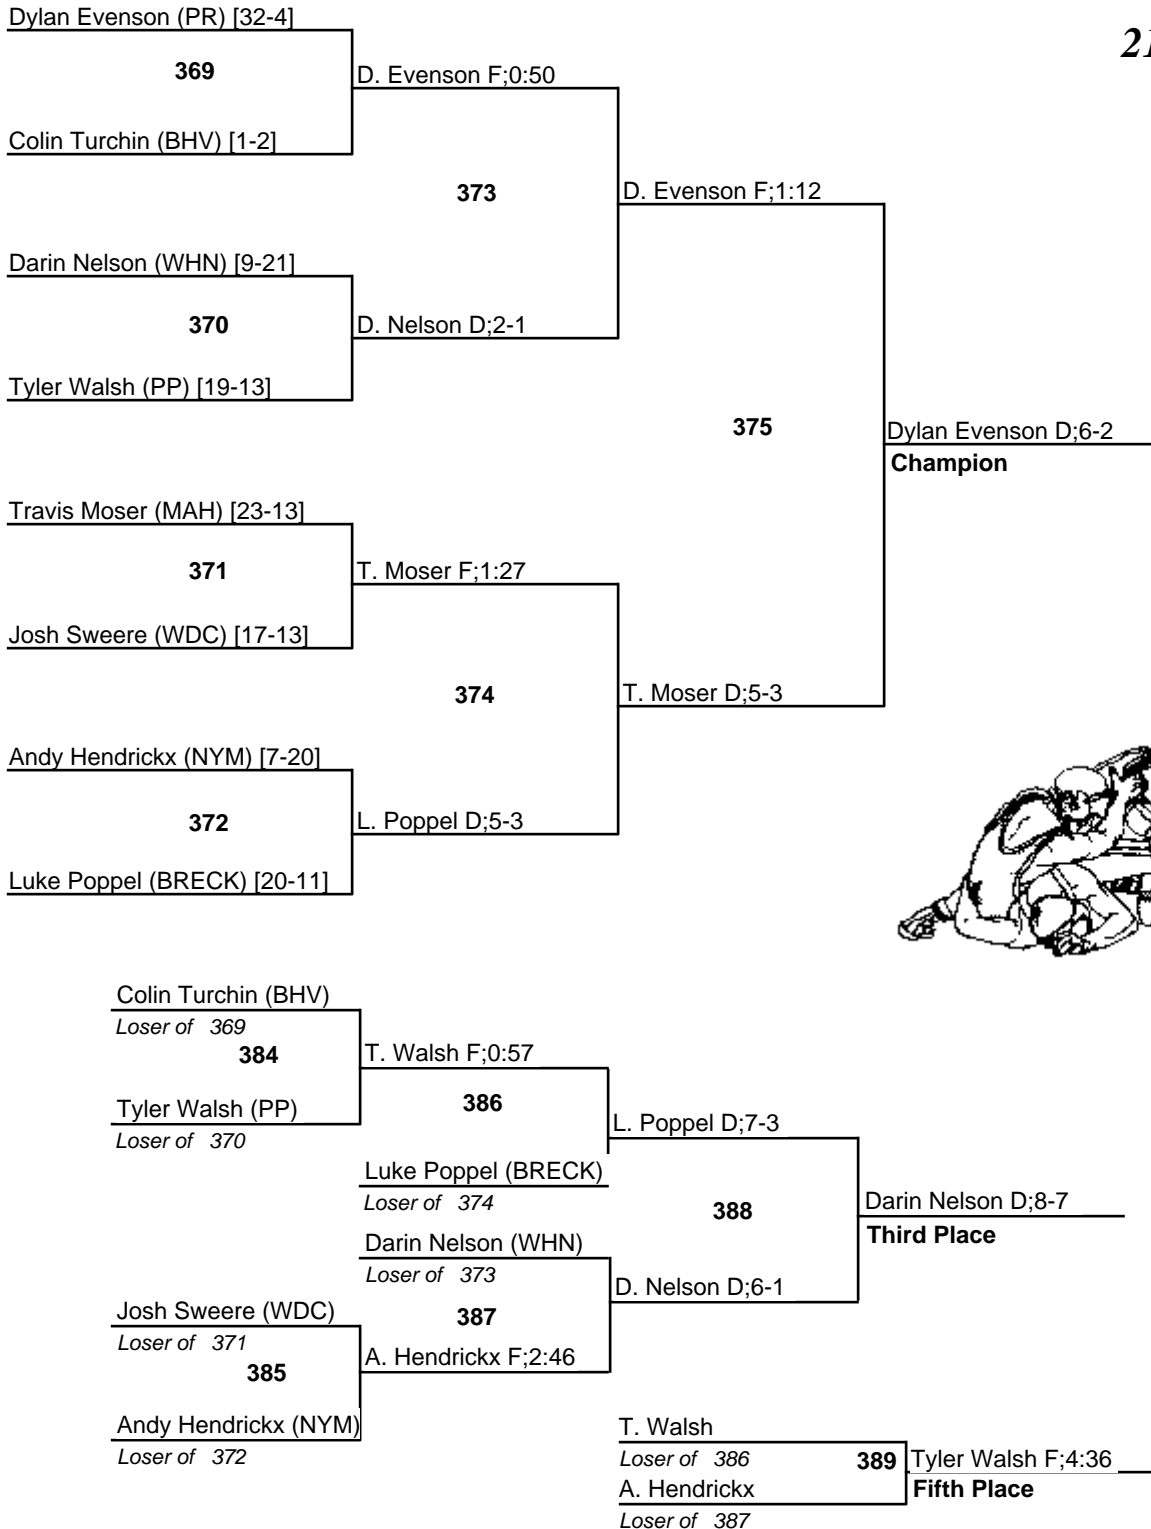 Dylan Evenson (PR) [32-4]
21
369
D. Evenson F;0:50
Colin Turchin (BHV) [1-2]
373
D. Evenson F;1:12
Darin Nelson (WHN) [9-21]
370
D. Nelson D;2-1
Tyler Walsh (PP) [19-13]
375
Dylan Evenson D;6-2
Champion
Travis Moser (MAH) [23-13]
371
T. Moser F;1:27
Josh Sweere (WDC) [17-13]
374
T. Moser D;5-3
Andy Hendrickx (NYM) [7-20]
372
L. Poppel D;5-3
Luke Poppel (BRECK) [20-11]
Colin Turchin (BHV)
Loser of 369
384
T. Walsh F;0:57
Tyler Walsh (PP)
Loser of 370
386
L. Poppel D;7-3
Luke Poppel (BRECK)
Loser of 374
388
Darin Nelson D;8-7
Third Place
Darin Nelson (WHN)
Loser of 373
387
D. Nelson D;6-1
Josh Sweere (WDC)
Loser of 371
385
A. Hendrickx F;2:46
Andy Hendrickx (NYM)
Loser of 372
T. Walsh
Loser of 386
389
Tyler Walsh F;4:36
Fifth Place
A. Hendrickx
Loser of 387